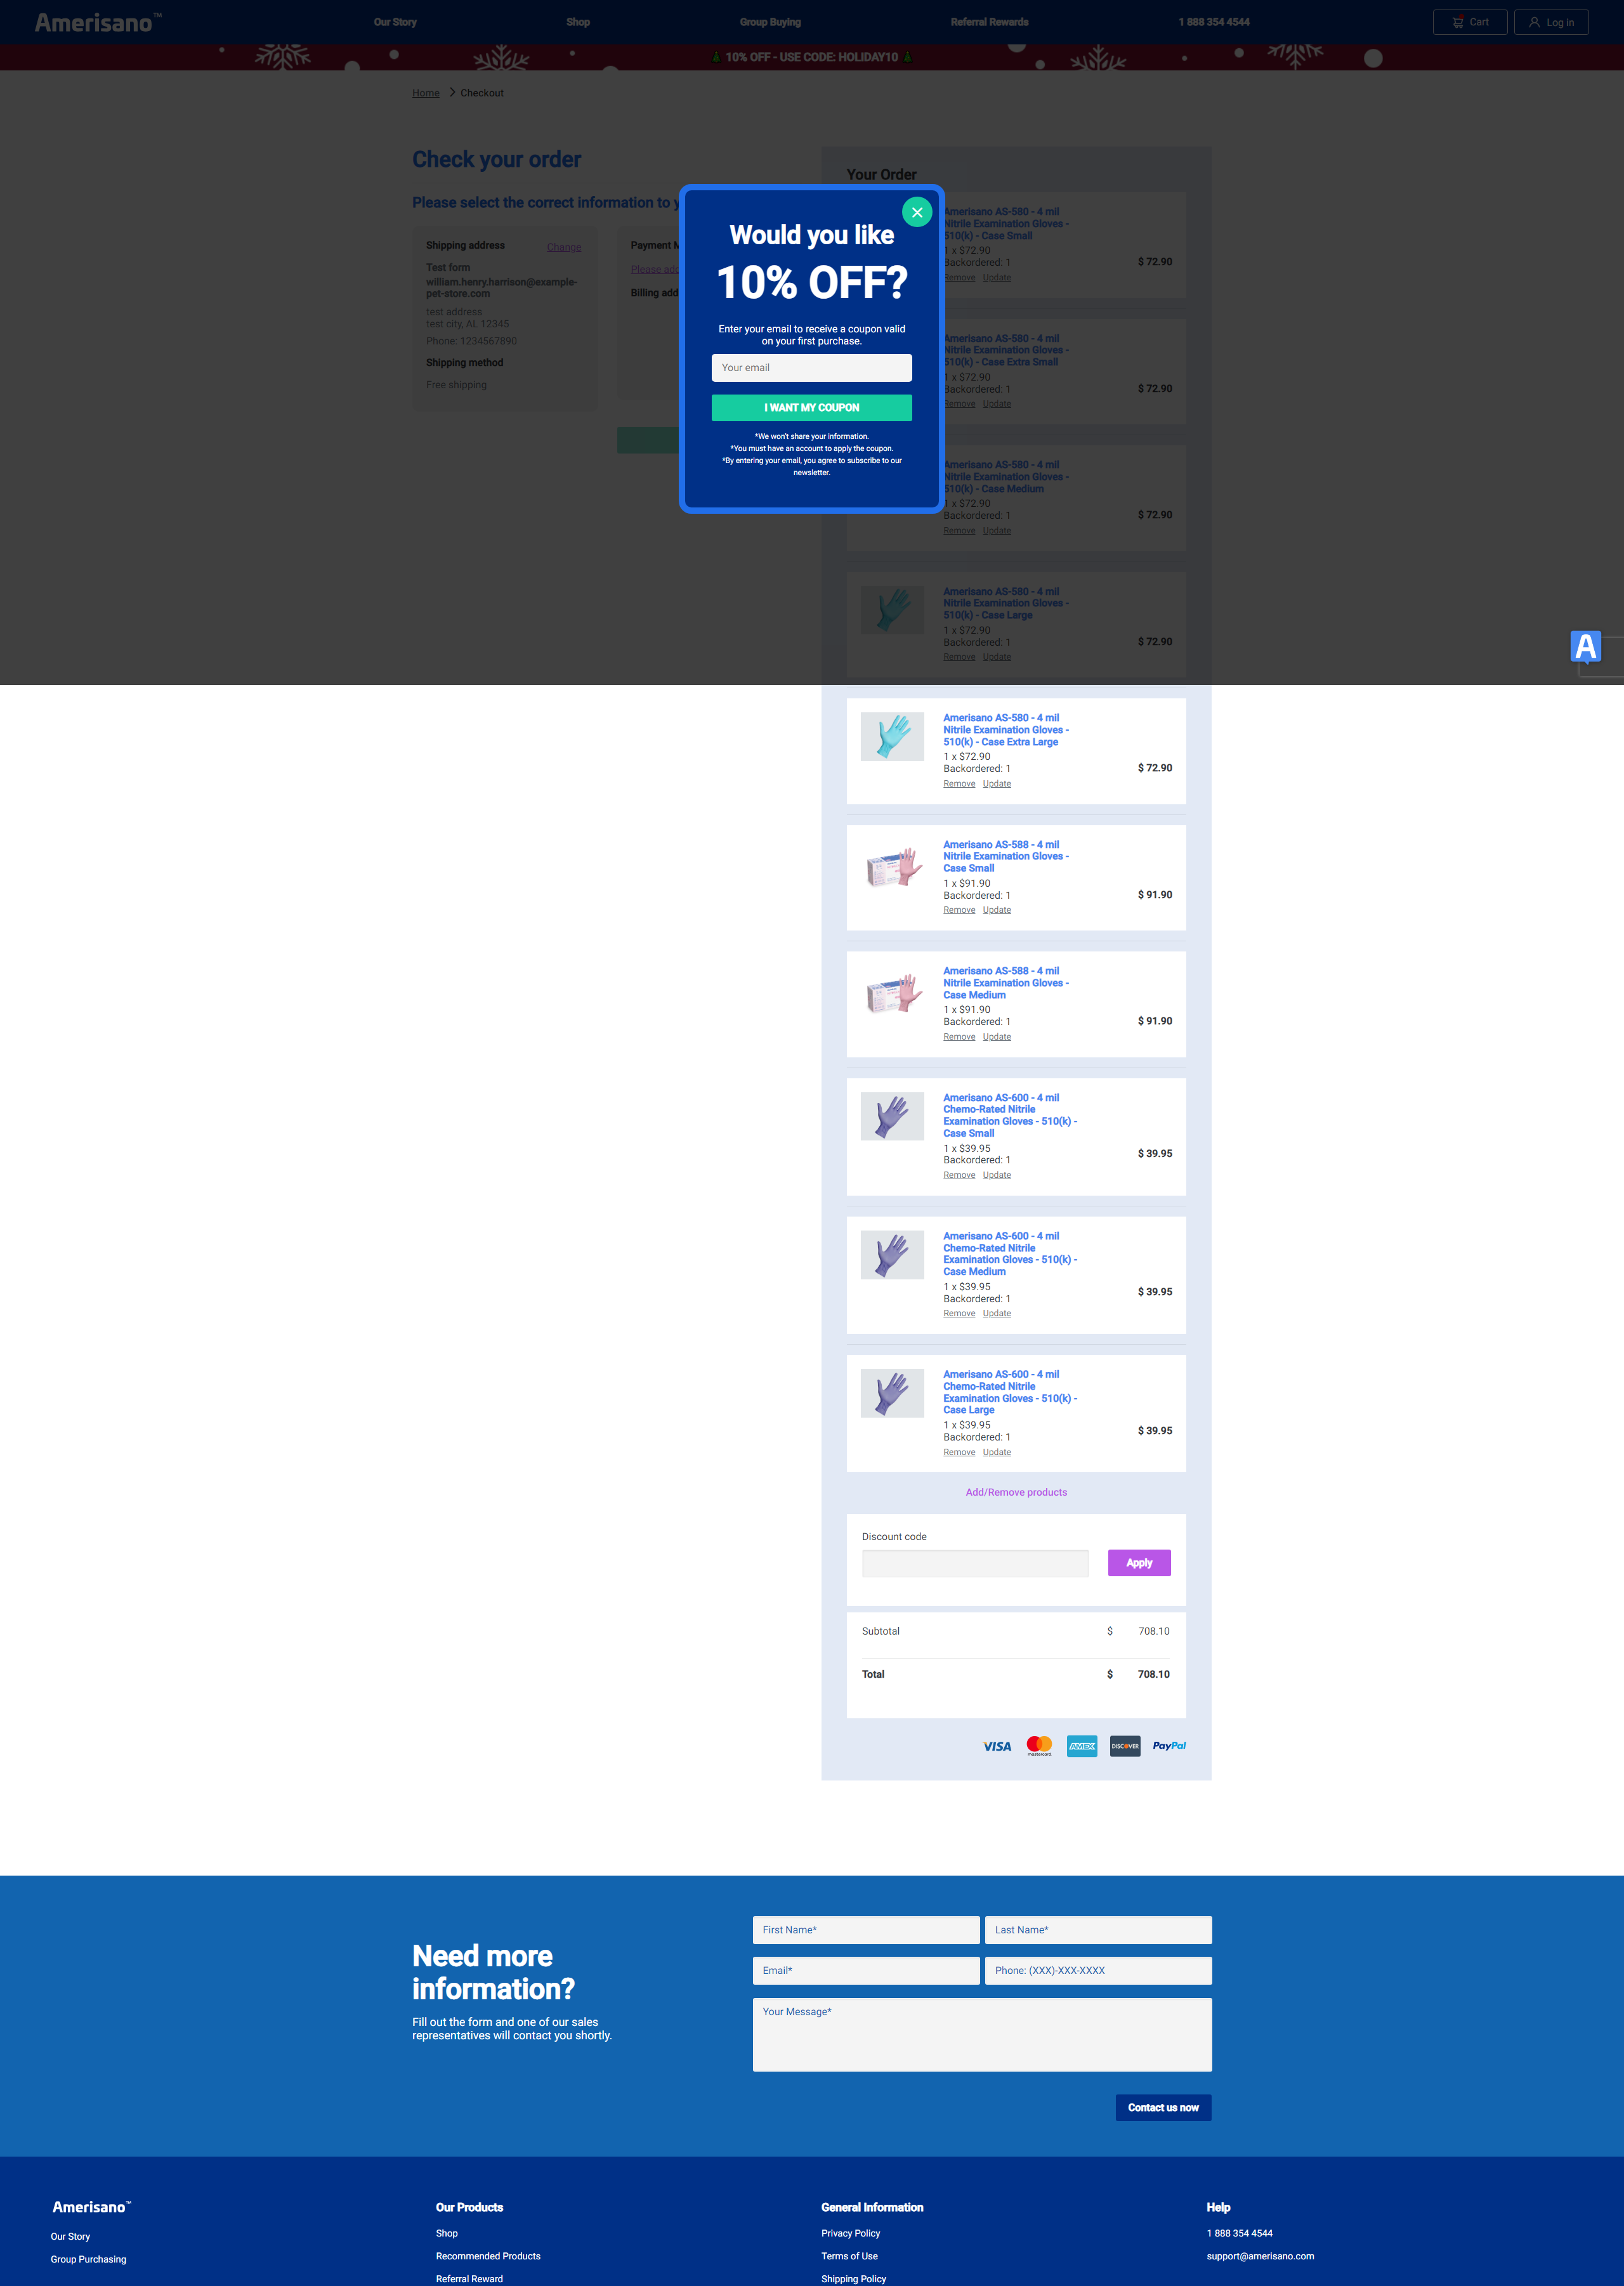 Amerisano™
Our Story
Shop
Group Buying
Referral Rewards
1 888 354 4544
Cart
Log in
10% OFF - USE CODE: HOLIDAY10
Home
Checkout
Check your order
Please select the correct information to y
Shipping address
Change
Test form
william.henry.harrison@example-
pet-store.com
test address
test city, AL 12345
Phone: 1234567890
Shipping method
Free shipping
Payment M
Please add
Billing add
Would you like
10% OFF?
Enter your email to receive a coupon valid
on your first purchase.
Your email
I WANT MY COUPON
*We won't share your information.
*You must have an account to apply the coupon.
*By entering your email, you agree to subscribe to our
newsletter.
Your Order
Amerisano AS-580 - 4 mil
Nitrile Examination Gloves -
510(k) - Case Small
1 x $72.90
Backordered: 1
$ 72.90
Remove Update
Amerisano AS-580 - 4 mil
Nitrile Examination Gloves -
510(k) - Case Extra Small
1 x $72.90
Backordered: 1
$ 72.90
Remove Update
Amerisano AS-580 - 4 mil
Nitrile Examination Gloves -
510(k) - Case Medium
1 x $72.90
Backordered: 1
$ 72.90
Remove Update
Amerisano AS-580 - 4 mil
Nitrile Examination Gloves -
510(k) - Case Large
1 x $72.90
Backordered: 1
$ 72.90
Remove Update
A
Amerisano AS-580 - 4 mil
Nitrile Examination Gloves -
510(k) - Case Extra Large
1 x $72.90
Backordered: 1
$ 72.90
Remove Update
Amerisano AS-588 - 4 mil
Nitrile Examination Gloves -
Case Small
1 x $91.90
Backordered: 1
$ 91.90
Remove Update
Amerisano AS-588 - 4 mil
Nitrile Examination Gloves -
Case Medium
1 x $91.90
Backordered: 1
$ 91.90
Remove Update
Amerisano AS-600 - 4 mil
Chemo-Rated Nitrile
Examination Gloves - 510(k) -
Case Small
1 x $39.95
Backordered: 1
$ 39.95
Remove Update
Amerisano AS-600 - 4 mil
Chemo-Rated Nitrile
Examination Gloves - 510(k) -
Case Medium
1 x $39.95
Backordered: 1
$ 39.95
Remove Update
Amerisano AS-600 - 4 mil
Chemo-Rated Nitrile
Examination Gloves - 510(k) -
Case Large
1 x $39.95
Backordered: 1
$ 39.95
Remove Update
Add/Remove products
Discount code
Apply
Subtotal $ 708.10
Total $ 708.10
VISA mastercard AMEX DISCOVER PayPal
Need more
information?
Fill out the form and one of our sales
representatives will contact you shortly.
First Name*
Last Name*
Email*
Phone: (XXX)-XXX-XXXX
Your Message*
Contact us now
Amerisano™
Our Story
Group Purchasing
Our Products
Shop
Recommended Products
Referral Reward
General Information
Privacy Policy
Terms of Use
Shipping Policy
Help
1 888 354 4544
support@amerisano.com